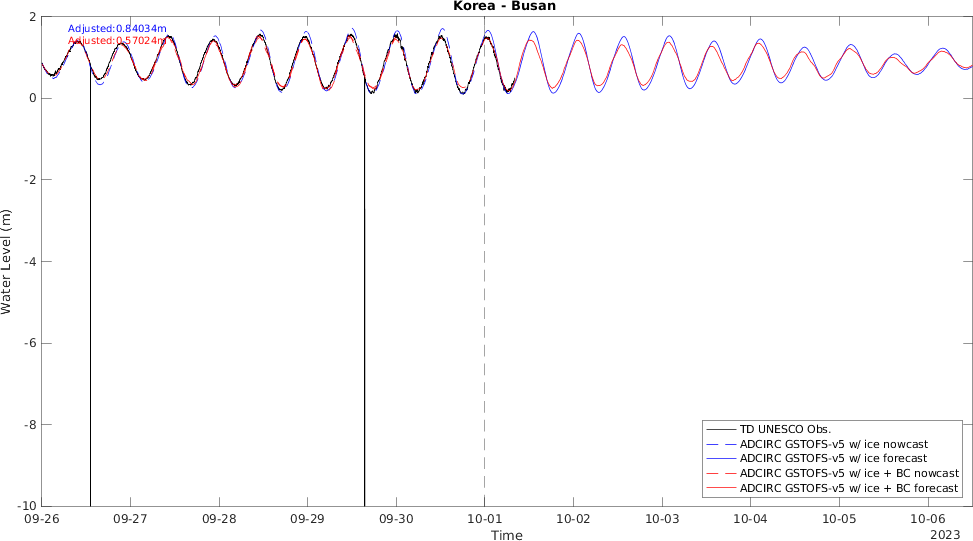 Korea - Busan
Adjusted:0.84034m
Adjusted:0.57024m
Water Level (m)
2
0
-2
-4
-6
-8
-10
09-26
09-27
09-28
09-29
09-30
10-01
10-02
10-03
10-04
10-05
10-06
Time
2023
TD UNESCO Obs.
ADCIRC GSTOFS-v5 w/ ice nowcast
ADCIRC GSTOFS-v5 w/ ice forecast
ADCIRC GSTOFS-v5 w/ ice + BC nowcast
ADCIRC GSTOFS-v5 w/ ice + BC forecast